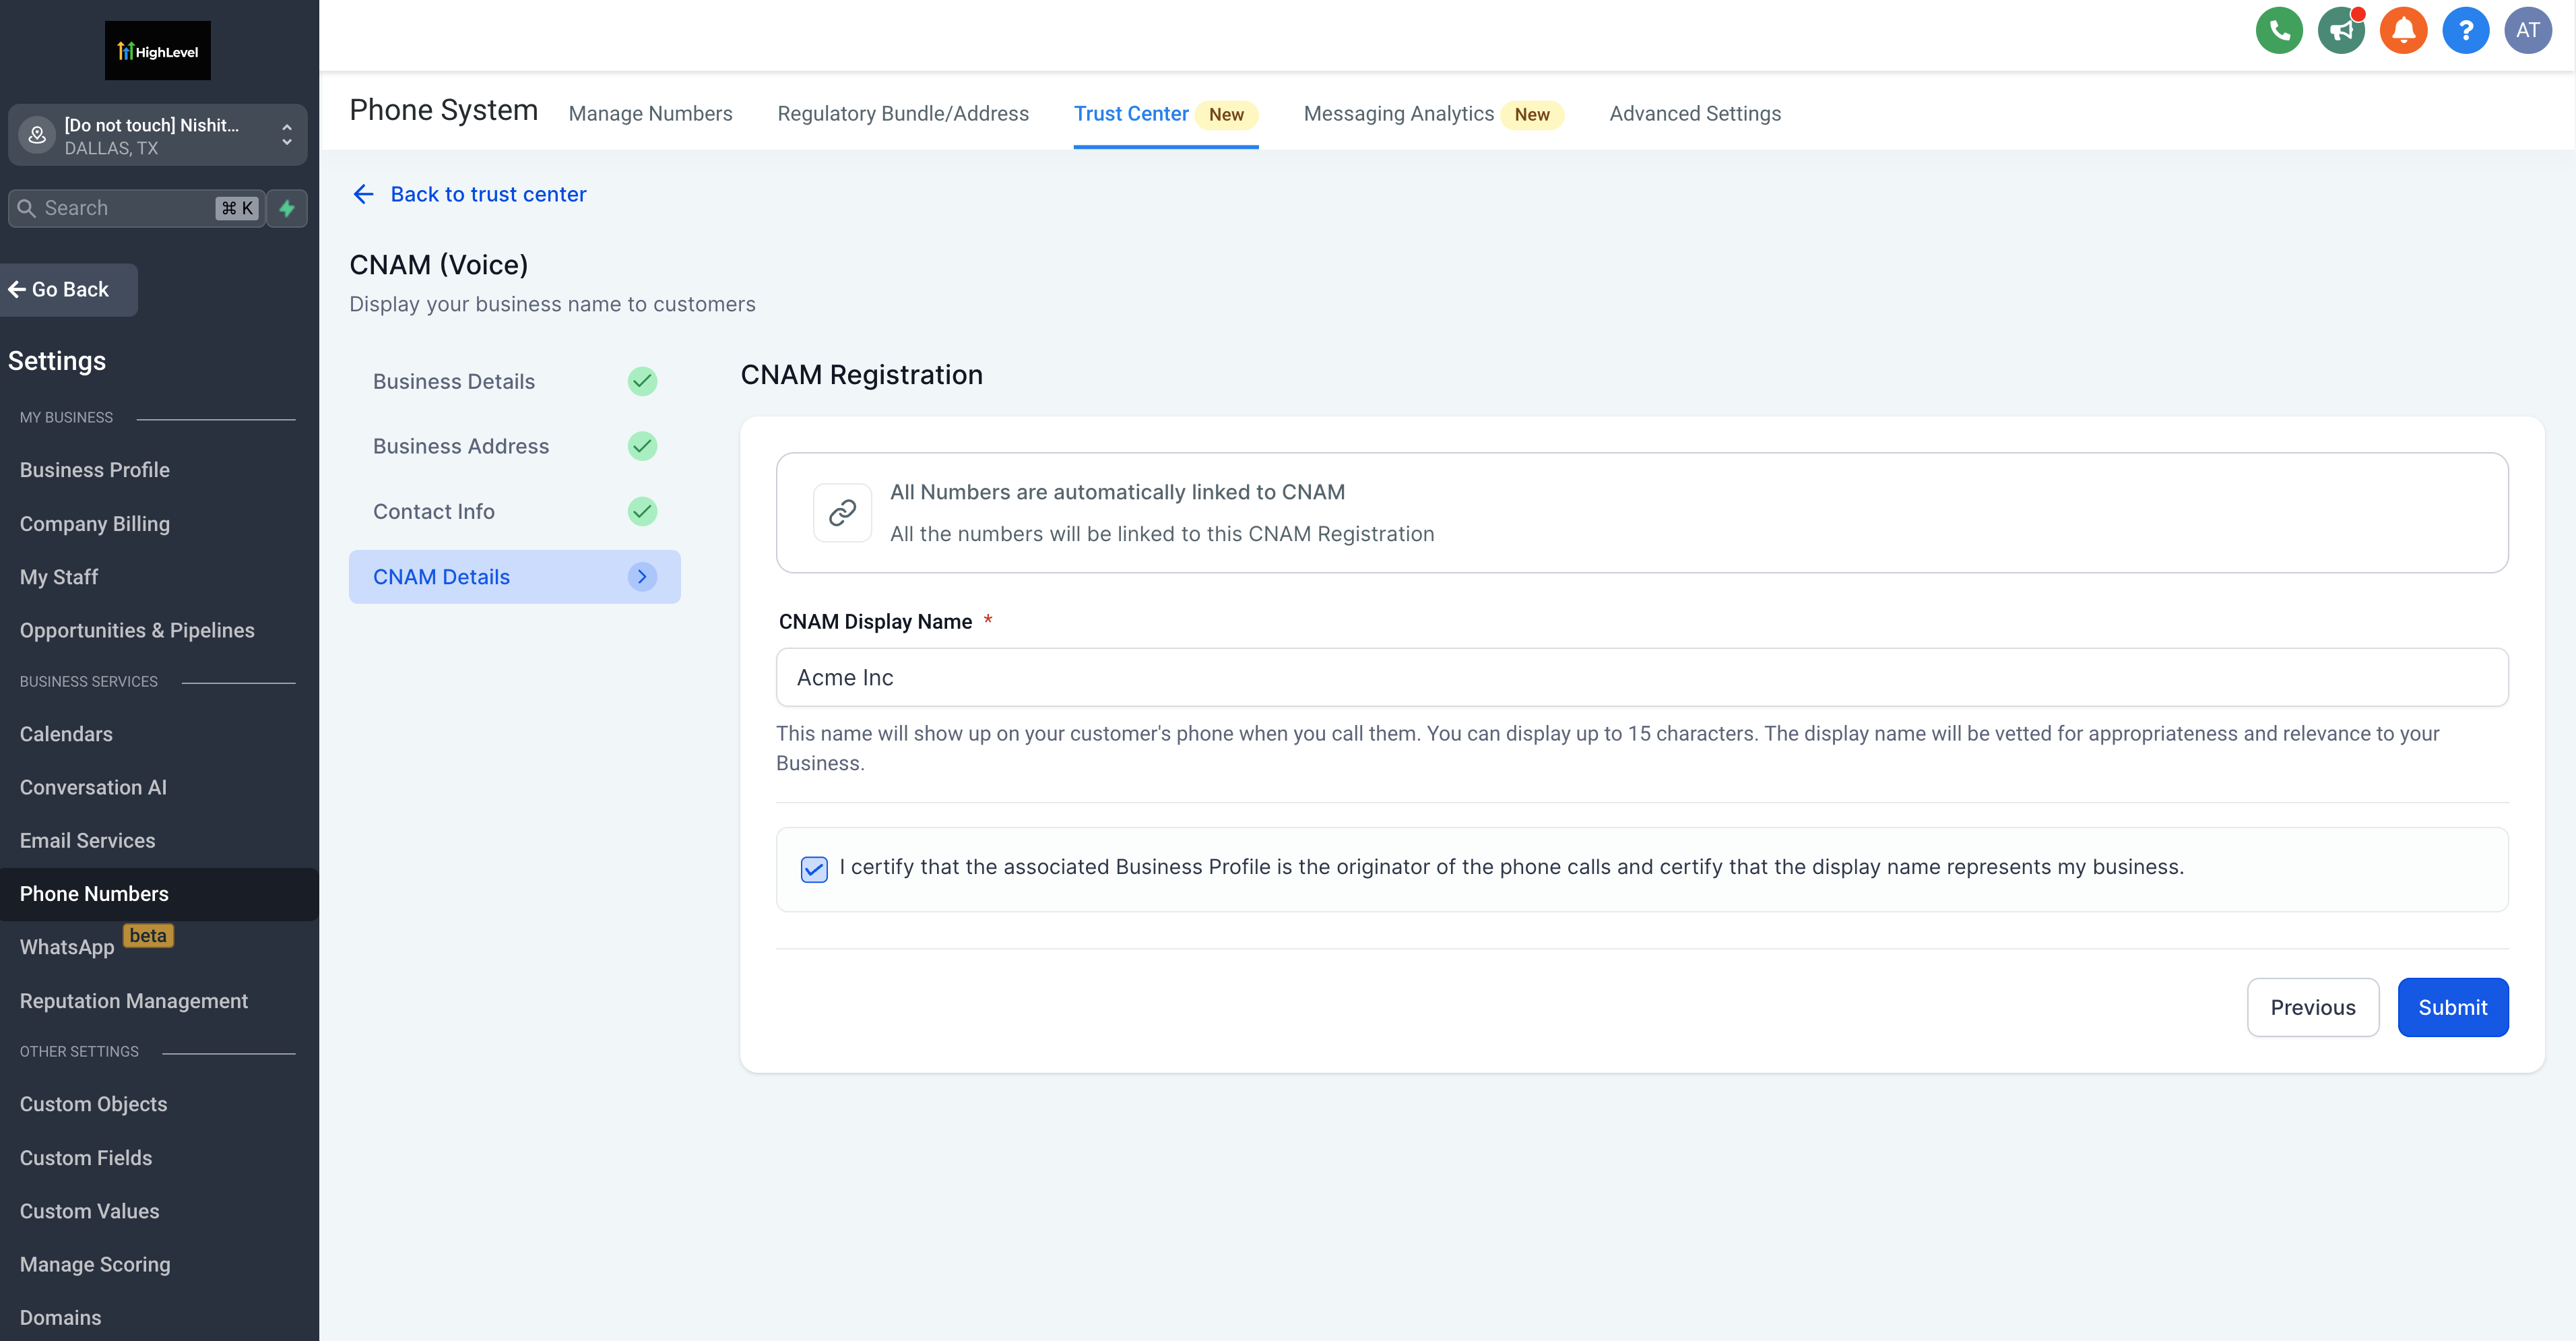 HighLevel
[Do not touch] Nishit...
DALLAS, TX
Search
⌘ K
Go Back
Settings
MY BUSINESS
Business Profile
Company Billing
My Staff
Opportunities & Pipelines
BUSINESS SERVICES
Calendars
Conversation AI
Email Services
Phone Numbers
WhatsApp beta
Reputation Management
OTHER SETTINGS
Custom Objects
Custom Fields
Custom Values
Manage Scoring
Domains
?
AT
Phone System
Manage Numbers
Regulatory Bundle/Address
Trust Center New
Messaging Analytics New
Advanced Settings
Back to trust center
CNAM (Voice)
Display your business name to customers
Business Details
Business Address
Contact Info
CNAM Details
CNAM Registration
All Numbers are automatically linked to CNAM
All the numbers will be linked to this CNAM Registration
CNAM Display Name *
Acme Inc
This name will show up on your customer's phone when you call them. You can display up to 15 characters. The display name will be vetted for appropriateness and relevance to your
Business.
I certify that the associated Business Profile is the originator of the phone calls and certify that the display name represents my business.
Previous
Submit